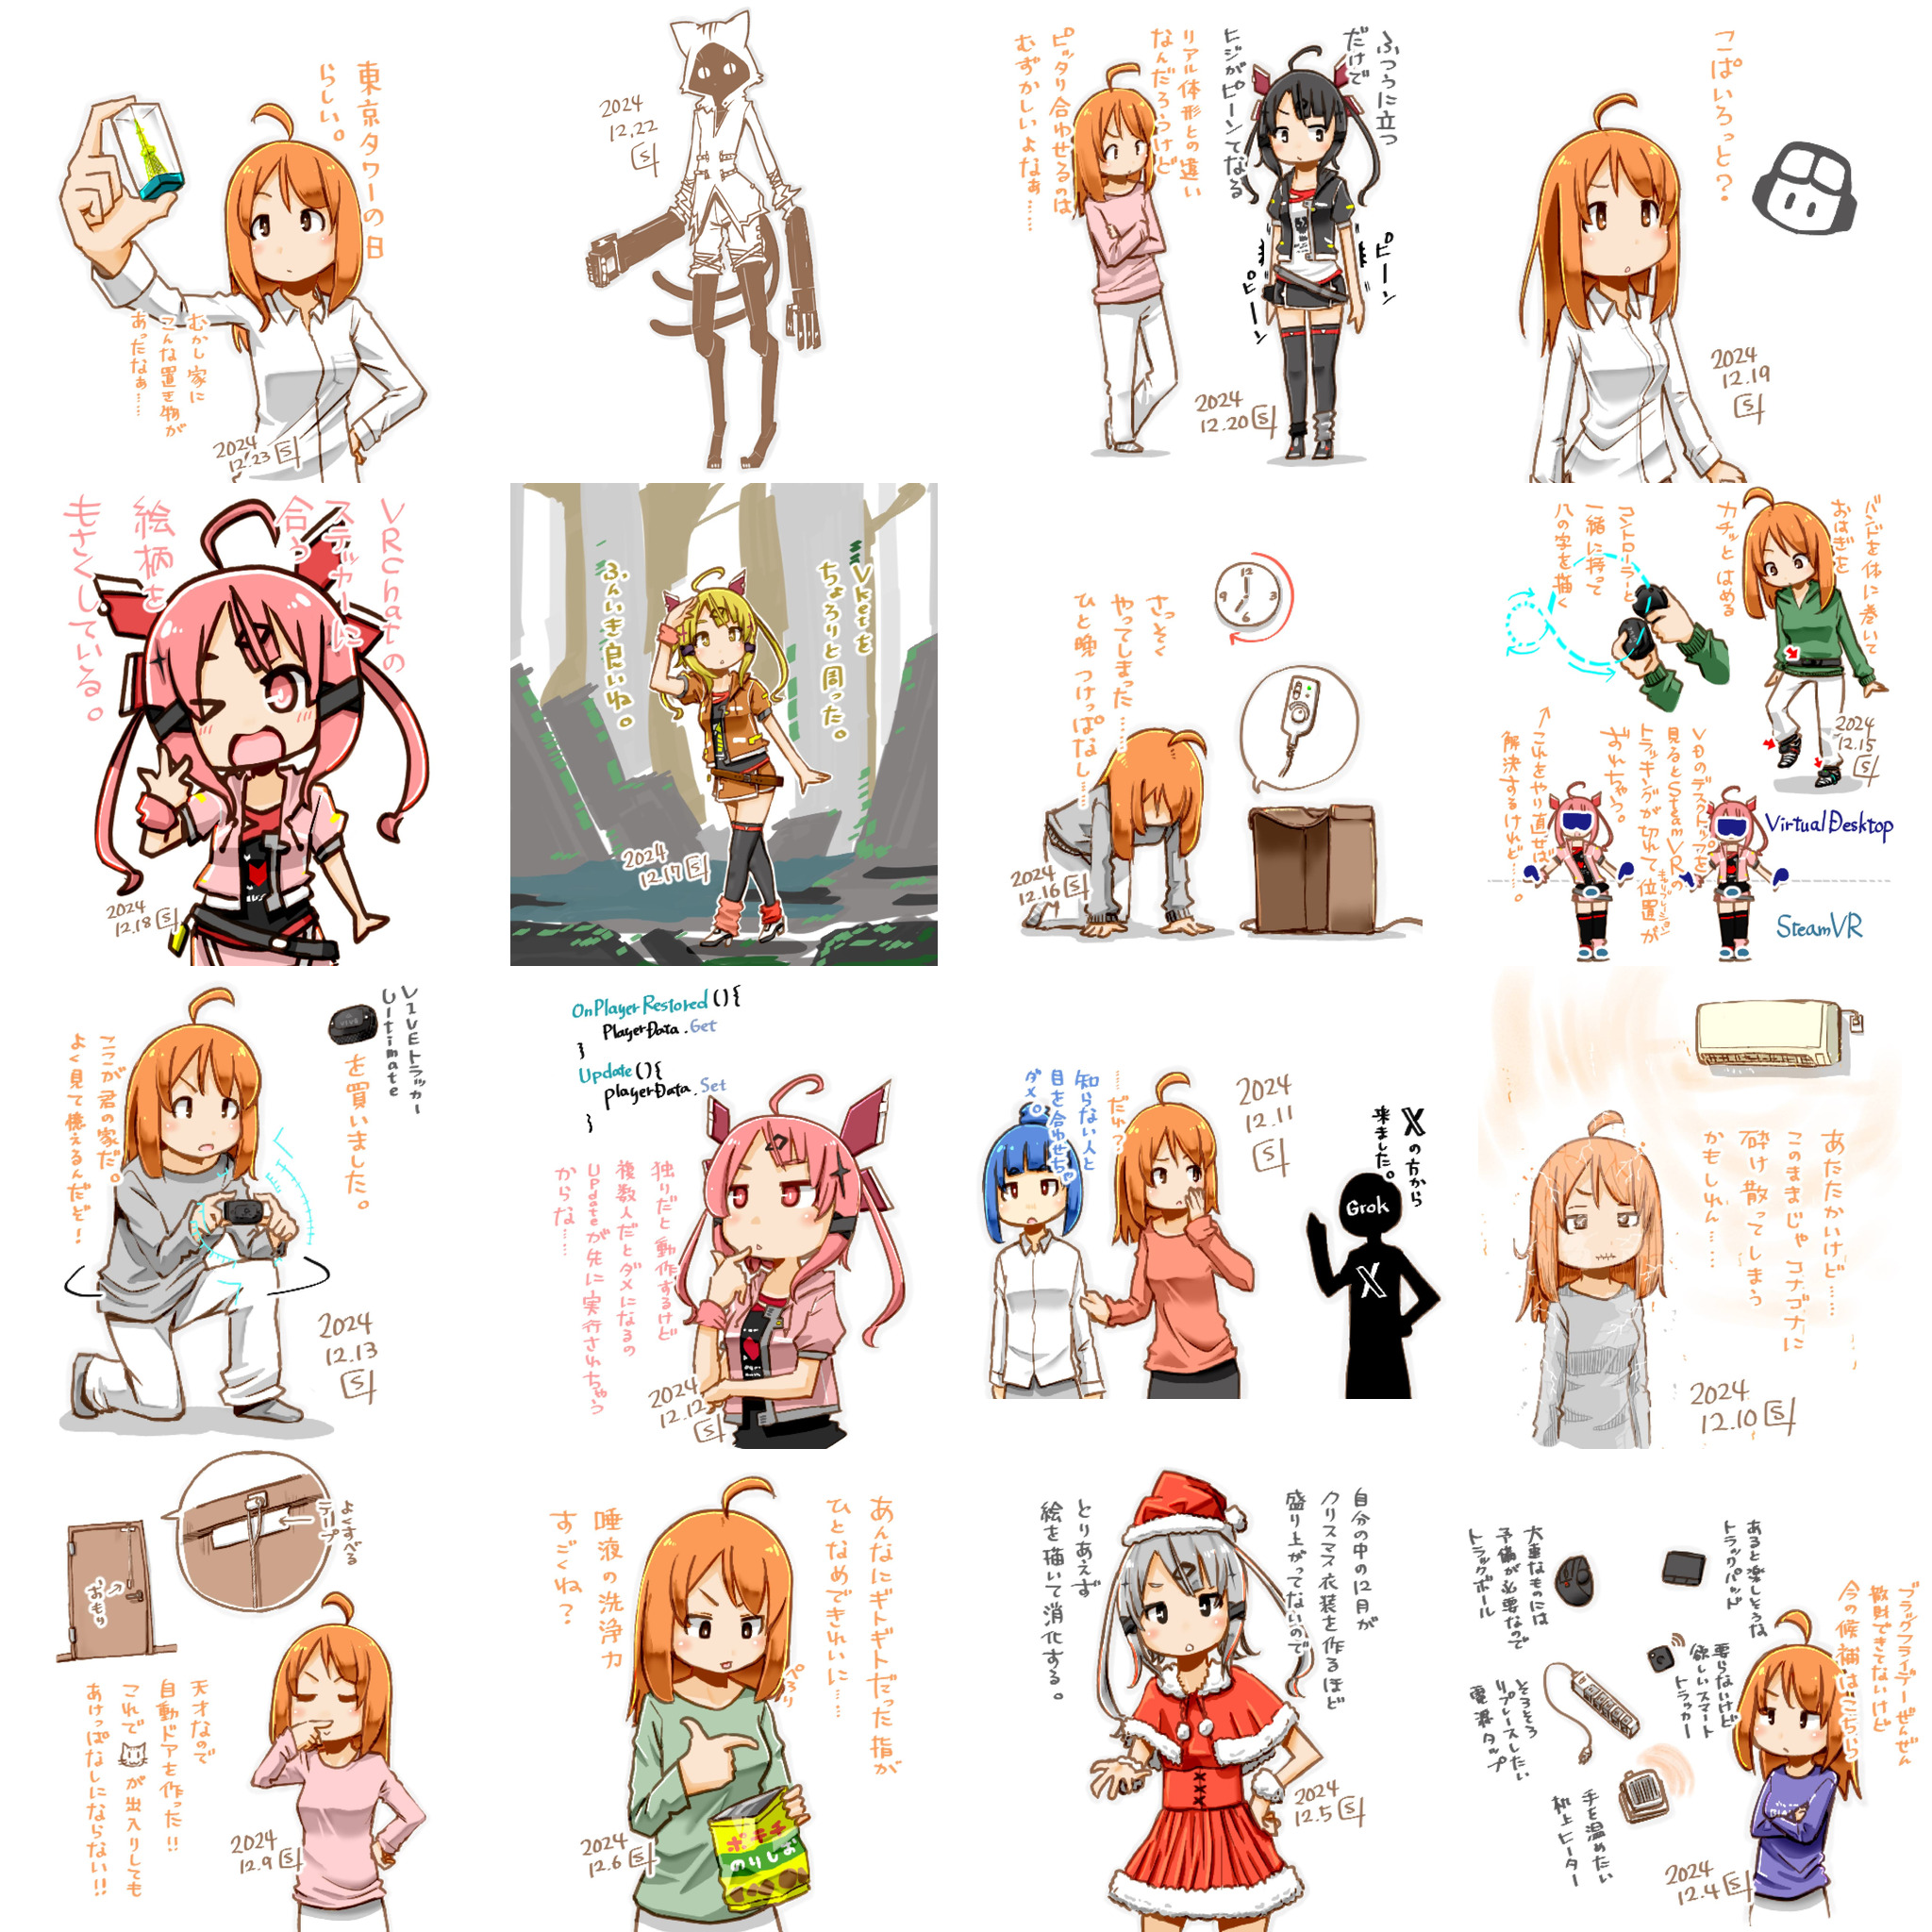 東京タワーの日
らしい。
むかし家に
こんな置き物が
あったなぁ……
2024
12.23
2024
12.22
ふつうに立つ
だけで
ヒジがピーンてなる
リアル体形との違い
なんだろうけど
ピッタリ合わせるのは
むずかしいよなぁ……
ピーン
ピーン
2024
12.20
こぱいろっと？
2024
12.19
VRChatの
ステッカーに
合う
絵柄を
もさくしている。
2024
12.18
Vketを
ちょろりと周った。
ふんいき良いね。
2024
12.17
12
3
6
9
さっそく
やってしまった……
ひと晩 つけっぱなし……
2024
12.16
バンドを体に巻いて
おはぎを
カチッとはめる
コントローラーと
一緒に持って
八の字を描く
2024
12.15
VDのデスクトップを
見るとSteamVRの
トラッキングが切れて位置が
ずれちゃう。
↑これをやり直せば
解決するけれど……。
Virtual Desktop
SteamVR
VIVEトラッカー
Ultimate
を買いました。
ここが君の家だ。
よく見て憶えるんだぞ！
2024
12.13
OnPlayerRestored(){
PlayerData.Get
}
Update(){
PlayerData.Set
}
独りだと動作するけど
複数人だとダメになるの
Updateが先に実行されちゃう
からな……
2024
12.12
……だれ？
知らない人と
目を合わせちゃ
ダメ。
2024
12.11
Xの方から
来ました。
Grok
X
あたたかいけど……
このままじゃコナゴナに
砕け散ってしまう
かもしれん……
2024
12.10
よくすべる
テープ
おもり
天才なので
自動ドアを作った!!
これで が出入りしても
あけっぱなしにならない!!
2024
12.9
あんなにギトギトだった指が
ひとなめできれいに……
唾液の洗浄力
すごくね？
ぺろり
ポキチ
のりしお
2024
12.6
自分の中の12月が
クリスマス衣装を作るほど
盛り上がってないので
とりあえず
絵を描いて消化する。
2024
12.5
ブラックフライデーぜんぜん
散財できてないけど
今の候補はこちら
あると楽しそうな
トラックパッド
大事なものには
予備が必要なので
トラックボール
要らないけど
欲しいスマート
トラッカー
そろそろ
リプレースしたい
電源タップ
手を温めたい
机上ヒーター
2024
12.4